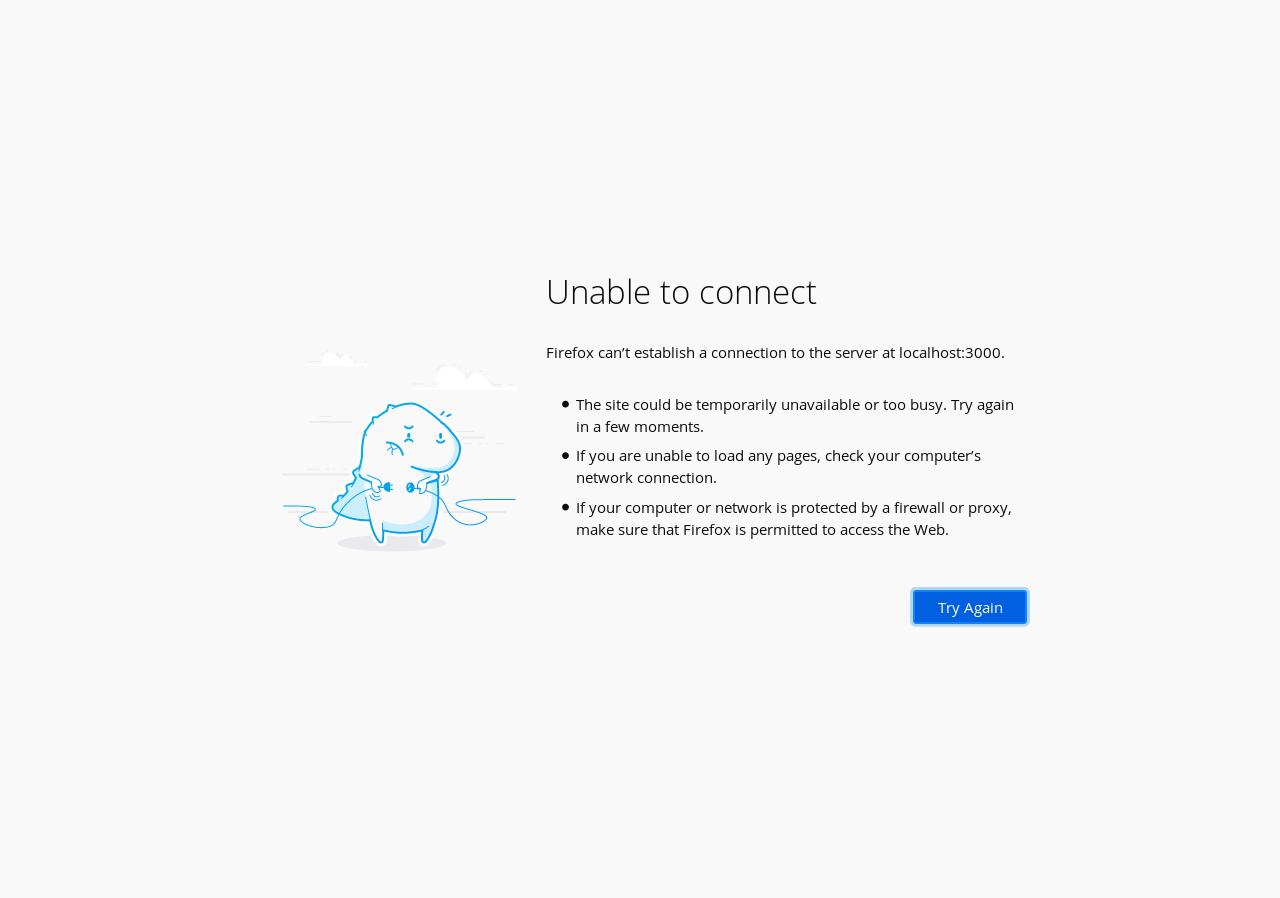 Unable to connect
Firefox can’t establish a connection to the server at localhost:3000.
The site could be temporarily unavailable or too busy. Try again
in a few moments.
If you are unable to load any pages, check your computer’s
network connection.
If your computer or network is protected by a firewall or proxy,
make sure that Firefox is permitted to access the Web.
Try Again